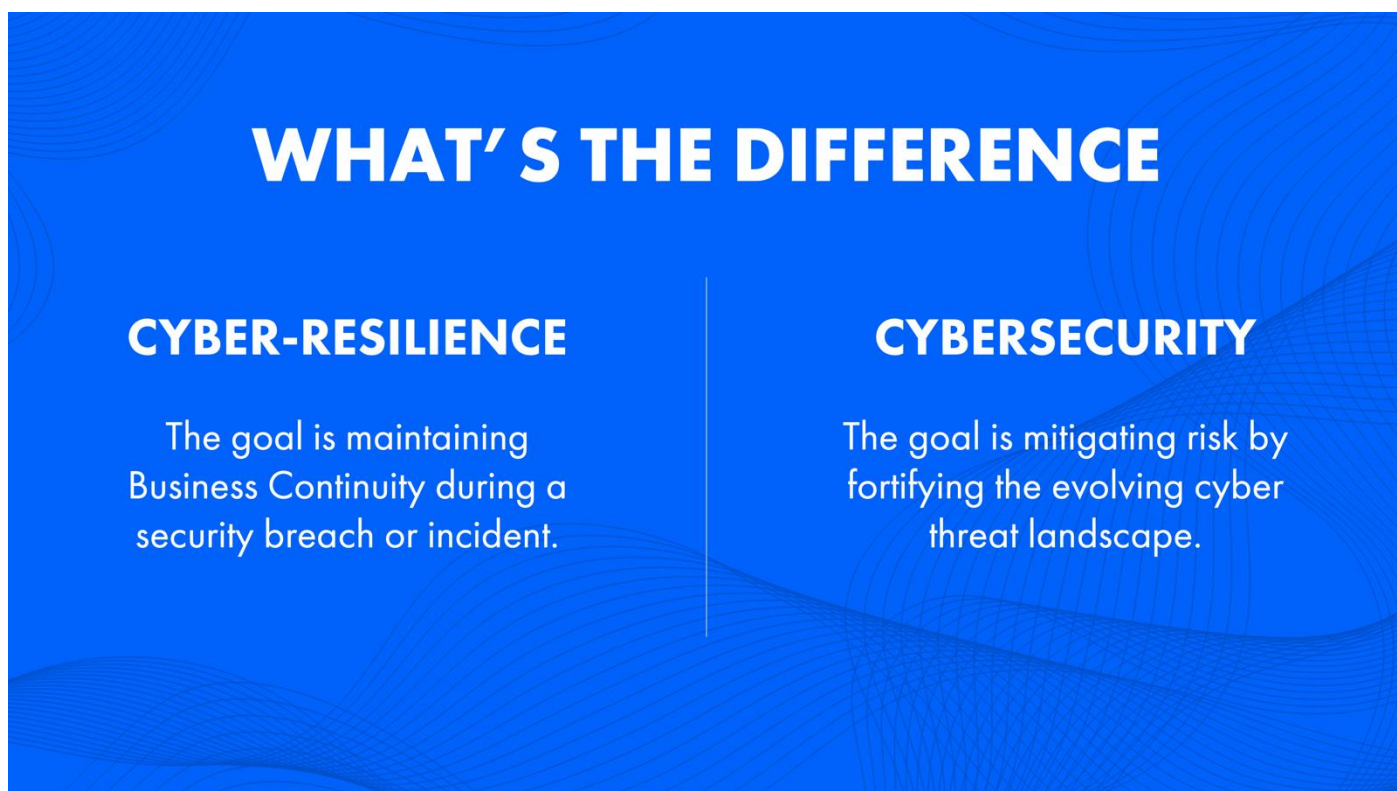 WHAT’S THE DIFFERENCE
CYBER-RESILIENCE
The goal is maintaining
Business Continuity during a
security breach or incident.
CYBERSECURITY
The goal is mitigating risk by
fortifying the evolving cyber
threat landscape.